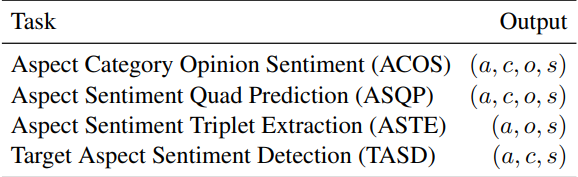 Task Output
Aspect Category Opinion Sentiment (ACOS) (a, c, o, s)
Aspect Sentiment Quad Prediction (ASQP) (a, c, o, s)
Aspect Sentiment Triplet Extraction (ASTE) (a, o, s)
Target Aspect Sentiment Detection (TASD) (a, c, s)